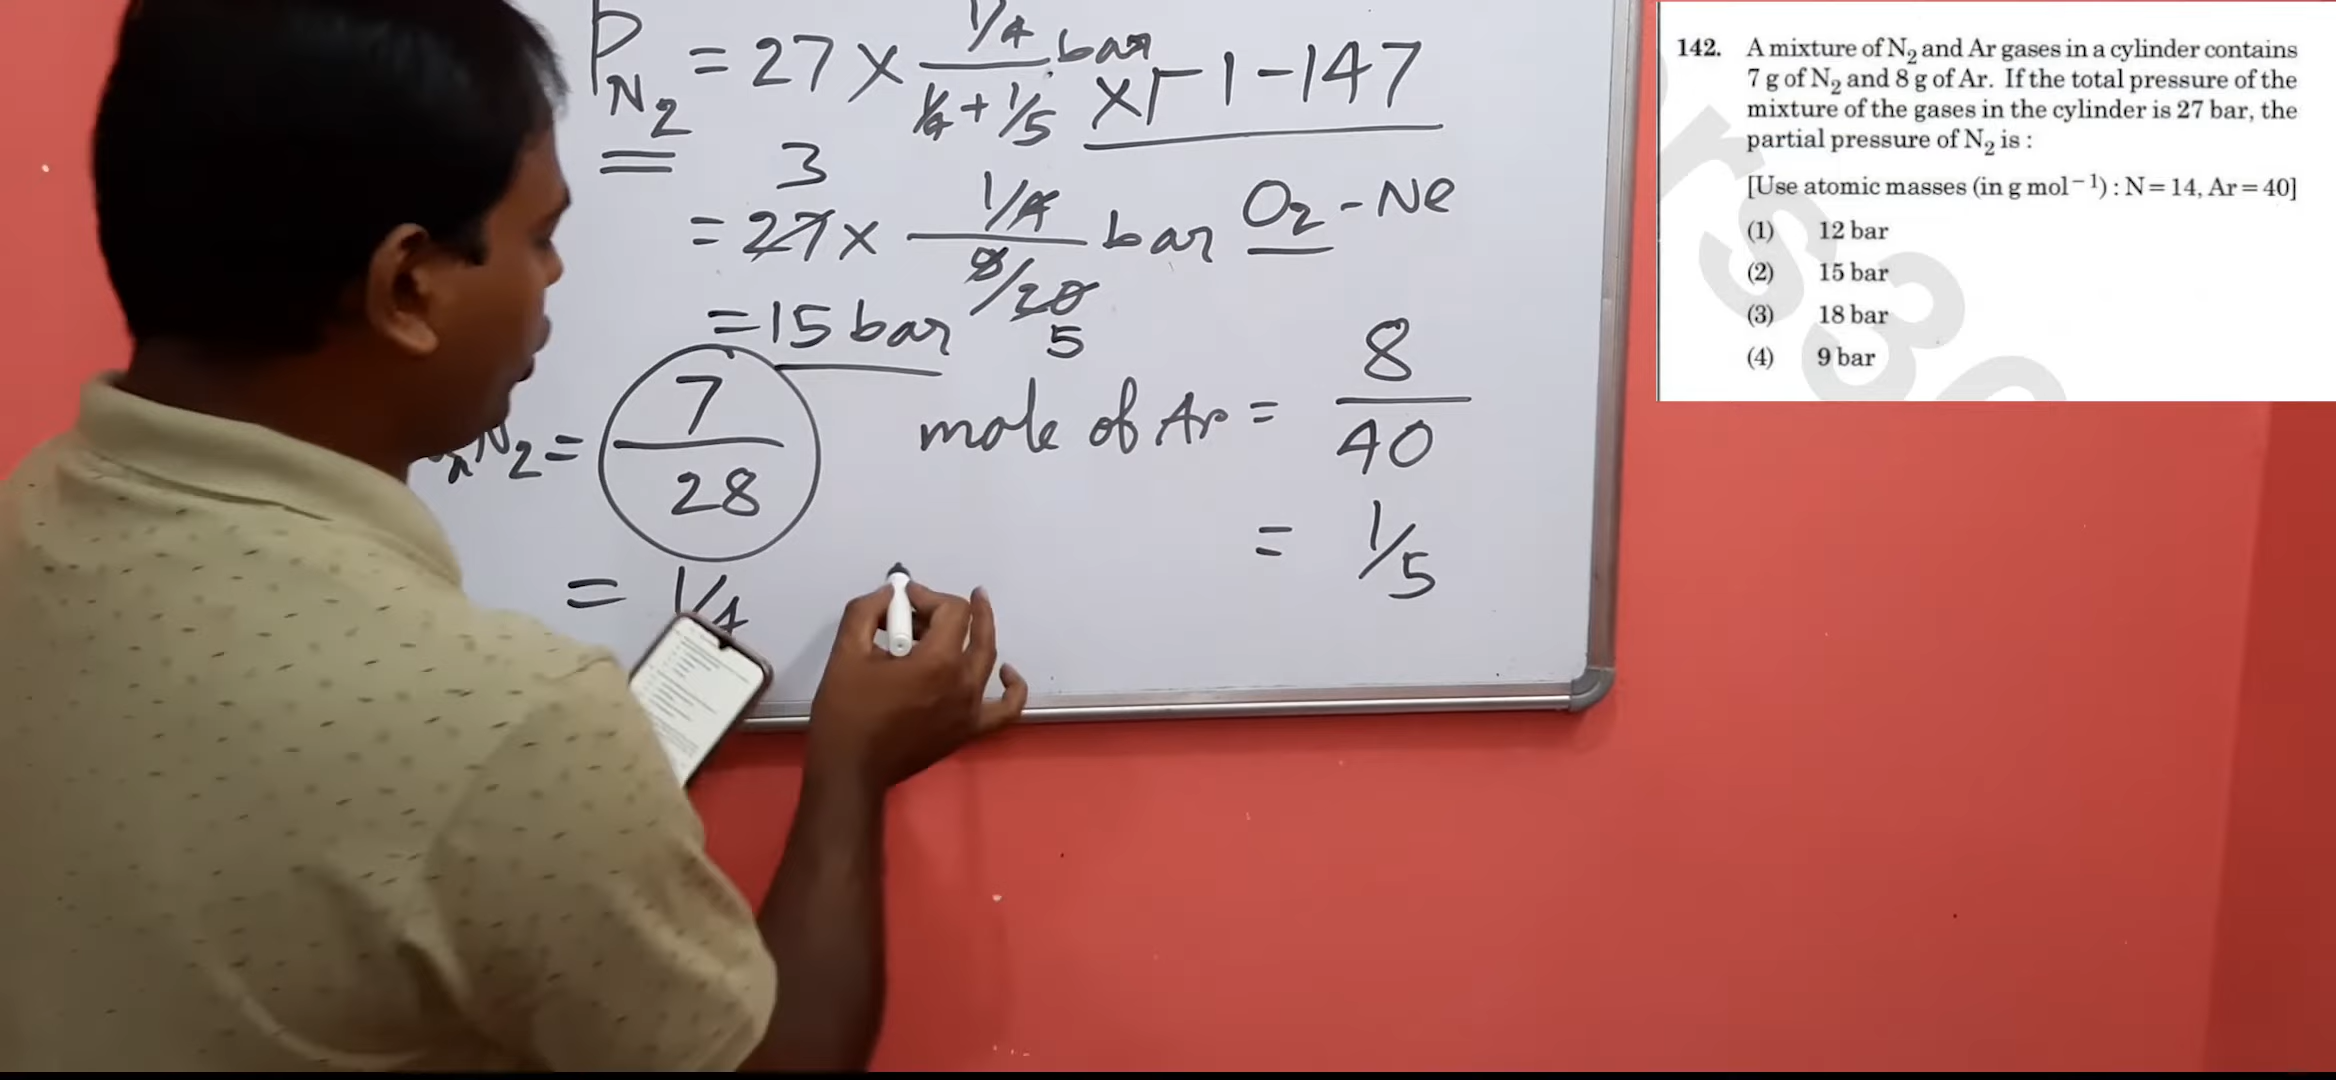 P N₂ = 27 × 1/4 / 1/4 + 1/5 bar
XI - 1 - 147
3
= 27 × 1/4 / 9/20 bar
O₂ - Ne
= 15 bar
5
N₂ = 7/28
mole of Ar = 8/40
= 1/4
= 1/5
142. A mixture of N₂ and Ar gases in a cylinder contains
7 g of N₂ and 8 g of Ar. If the total pressure of the
mixture of the gases in the cylinder is 27 bar, the
partial pressure of N₂ is :
[Use atomic masses (in g mol⁻¹) : N = 14, Ar = 40]
(1) 12 bar
(2) 15 bar
(3) 18 bar
(4) 9 bar